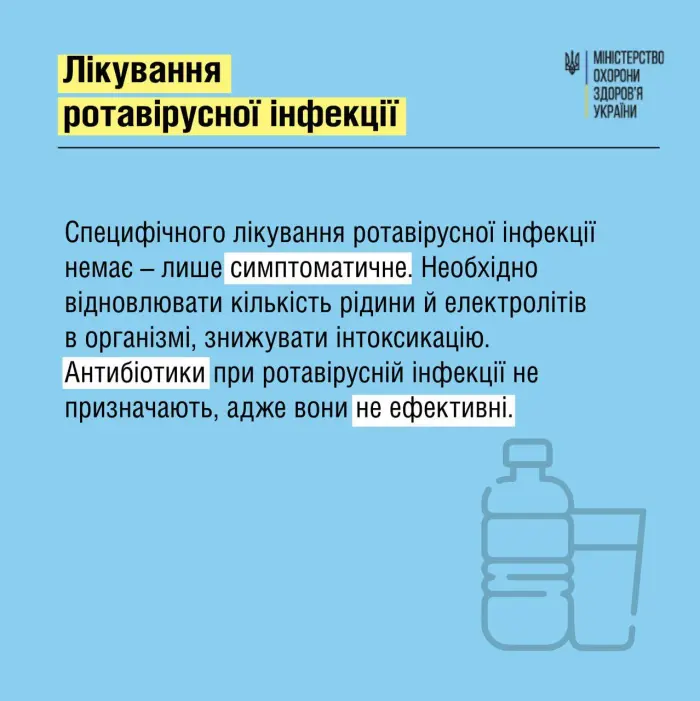 Лікування
ротавірусної інфекції
МІНІСТЕРСТВО
ОХОРОНИ
ЗДОРОВ'Я
УКРАЇНИ
Специфічного лікування ротавірусної інфекції
немає – лише симптоматичне. Необхідно
відновлювати кількість рідини й електролітів
в організмі, знижувати інтоксикацію.
Антибіотики при ротавірусній інфекції не
призначають, адже вони не ефективні.